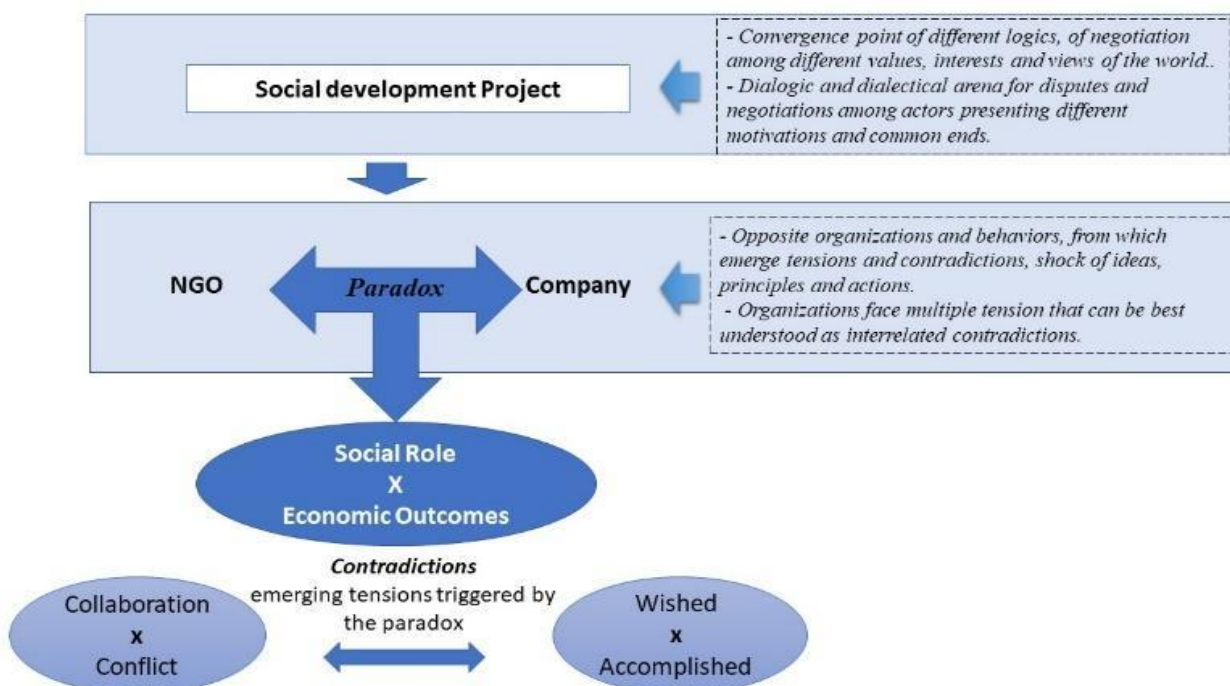 Social development Project
- Convergence point of different logics, of negotiation
among different values, interests and views of the world..
- Dialogic and dialectical arena for disputes and
negotiations among actors presenting different
motivations and common ends.
NGO
Paradox
Company
- Opposite organizations and behaviors, from which
emerge tensions and contradictions, shock of ideas,
principles and actions.
- Organizations face multiple tension that can be best
understood as interrelated contradictions.
Social Role
X
Economic Outcomes
Contradictions
emerging tensions triggered by
the paradox
Collaboration
x
Conflict
Wished
x
Accomplished